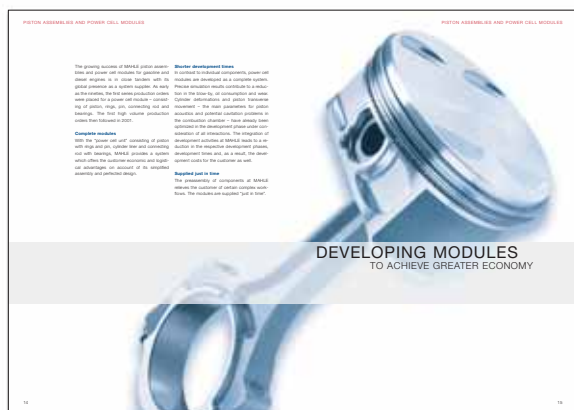 PISTON ASSEMBLIES AND POWER CELL MODULES
PISTON ASSEMBLIES AND POWER CELL MODULES
The growing success of MAHLE piston assem-
blies and power cell modules for gasoline and
diesel engines is in close tandem with its
global presence as a system supplier. As early
as the nineties, the first series production orders
were placed for a power cell module – consist-
ing of piston, rings, pin, connecting rod and
bearings. The first high volume production
orders then followed in 2001.
Complete modules
With the "power cell unit" consisting of piston
with rings and pin, cylinder liner and connecting
rod with bearings, MAHLE provides a system
which offers the customer economic and logisti-
cal advantages on account of its simplified
assembly and perfected design.
Shorter development times
In contrast to individual components, power cell
modules are developed as a complete system.
Precise simulation results contribute to a reduc-
tion in the blow-by, oil consumption and wear.
Cylinder deformations and piston transverse
movement – the main parameters for piston
acoustics and potential cavitation problems in
the combustion chamber – have already been
optimized in the development phase under con-
sideration of all interactions. The integration of
development activities at MAHLE leads to a re-
duction in the respective development phases,
development times and, as a result, the devel-
opment costs for the customer as well.
Supplied just in time
The preassembly of components at MAHLE
relieves the customer of certain complex work-
flows. The modules are supplied "just in time".
DEVELOPING MODULES
TO ACHIEVE GREATER ECONOMY